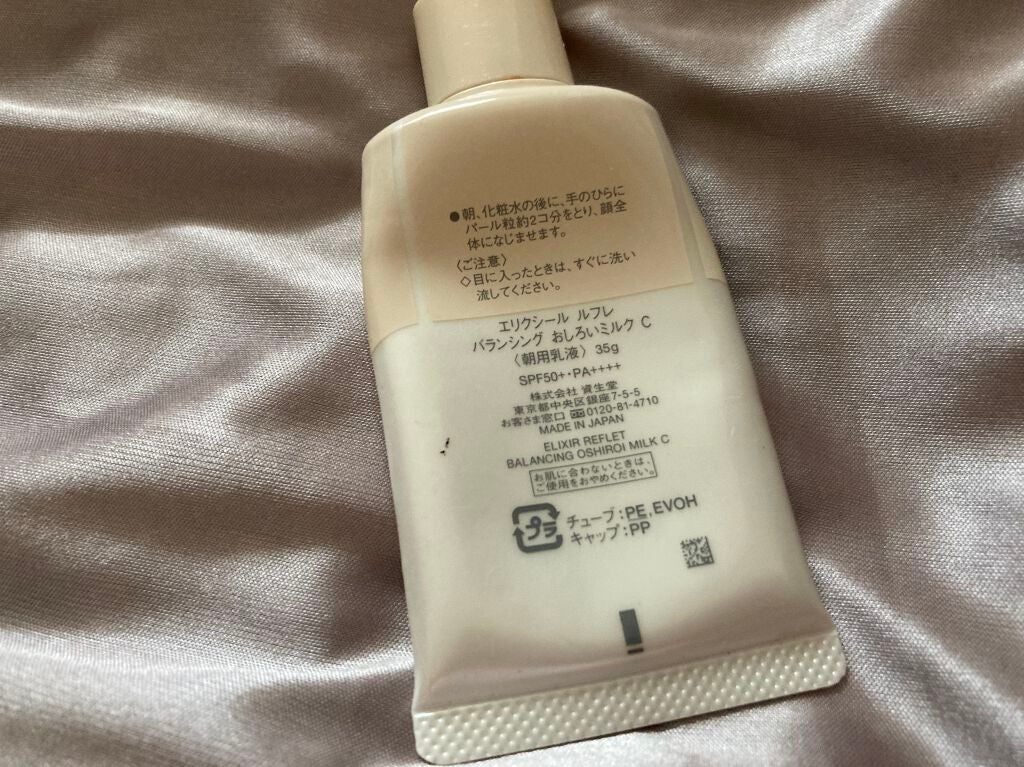 ●朝、化粧水の後に、手のひらに
パール粒約2コ分をとり、顔全
体になじませます。
〈ご注意〉
◇目に入ったときは、すぐに洗い
流してください。
エリクシール ルフレ
バランシング おしろいミルク C
〈朝用乳液〉 35g
SPF50+・PA++++
株式会社 資生堂
東京都中央区銀座7-5-5
お客さま窓口 0120-81-4710
MADE IN JAPAN
ELIXIR REFLET
BALANCING OSHIROI MILK C
お肌に合わないときは、
ご使用をおやめください。
プラ
チューブ:PE,EVOH
キャップ:PP